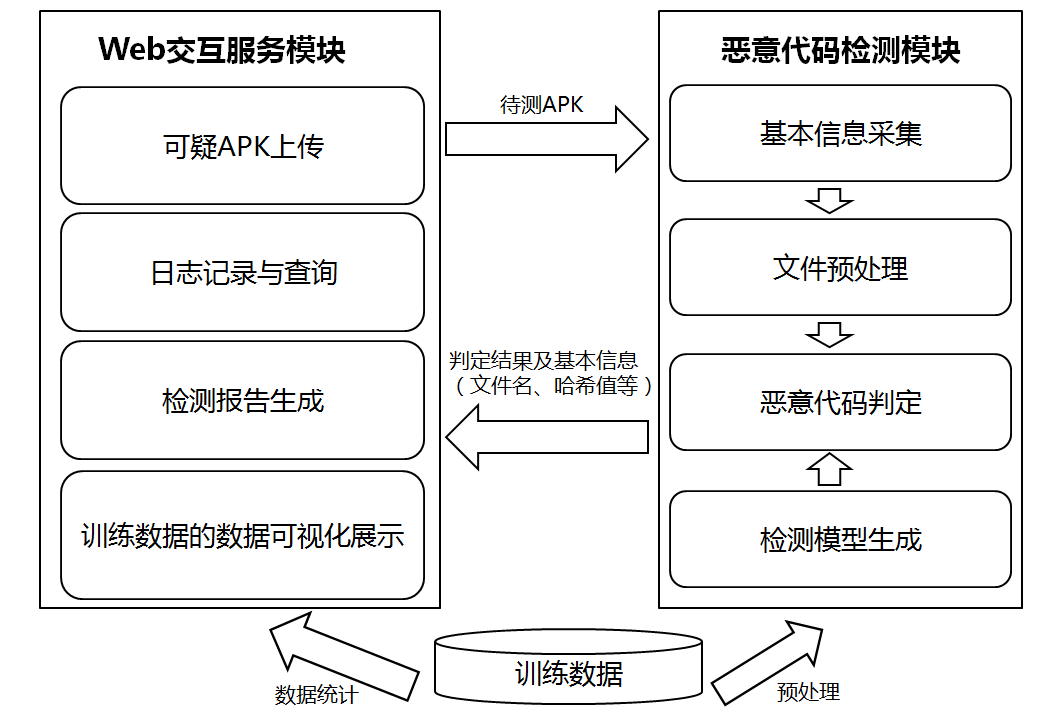 Web交互服务模块
可疑APK上传
日志记录与查询
检测报告生成
训练数据的数据可视化展示
待测APK
判定结果及基本信息
（文件名、哈希值等）
恶意代码检测模块
基本信息采集
文件预处理
恶意代码判定
检测模型生成
数据统计
训练数据
预处理